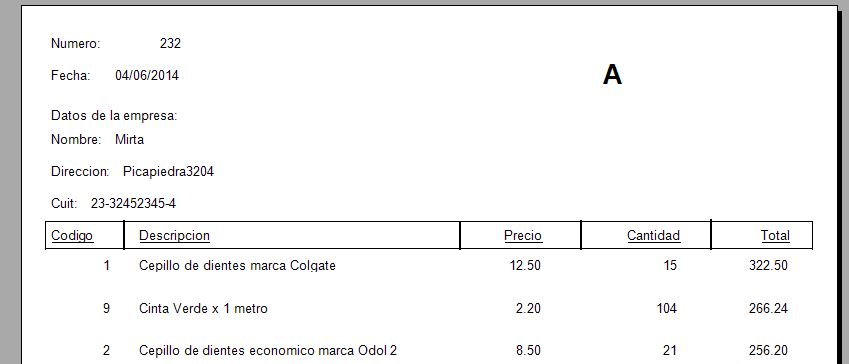 Numero: 232
Fecha: 04/06/2014
A
Datos de la empresa:
Nombre: Mirta
Direccion: Picapiedra3204
Cuit: 23-32452345-4
Codigo Descripcion Precio Cantidad Total
1 Cepillo de dientes marca Colgate 12.50 15 322.50
9 Cinta Verde x 1 metro 2.20 104 266.24
2 Cepillo de dientes economico marca Odol 2 8.50 21 256.20